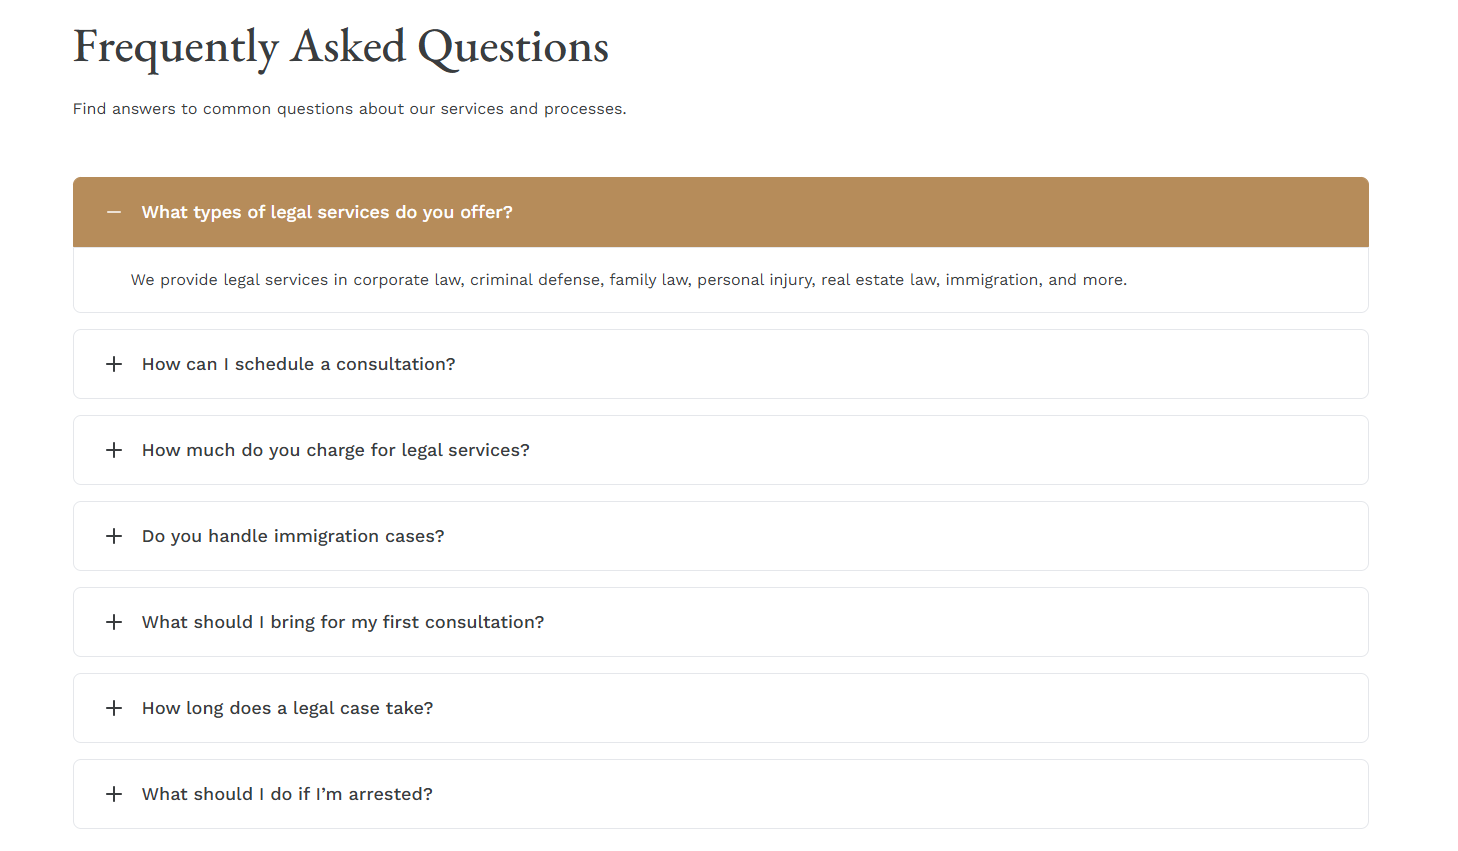 Frequently Asked Questions
Find answers to common questions about our services and processes.
What types of legal services do you offer?
We provide legal services in corporate law, criminal defense, family law, personal injury, real estate law, immigration, and more.
How can I schedule a consultation?
How much do you charge for legal services?
Do you handle immigration cases?
What should I bring for my first consultation?
How long does a legal case take?
What should I do if I’m arrested?